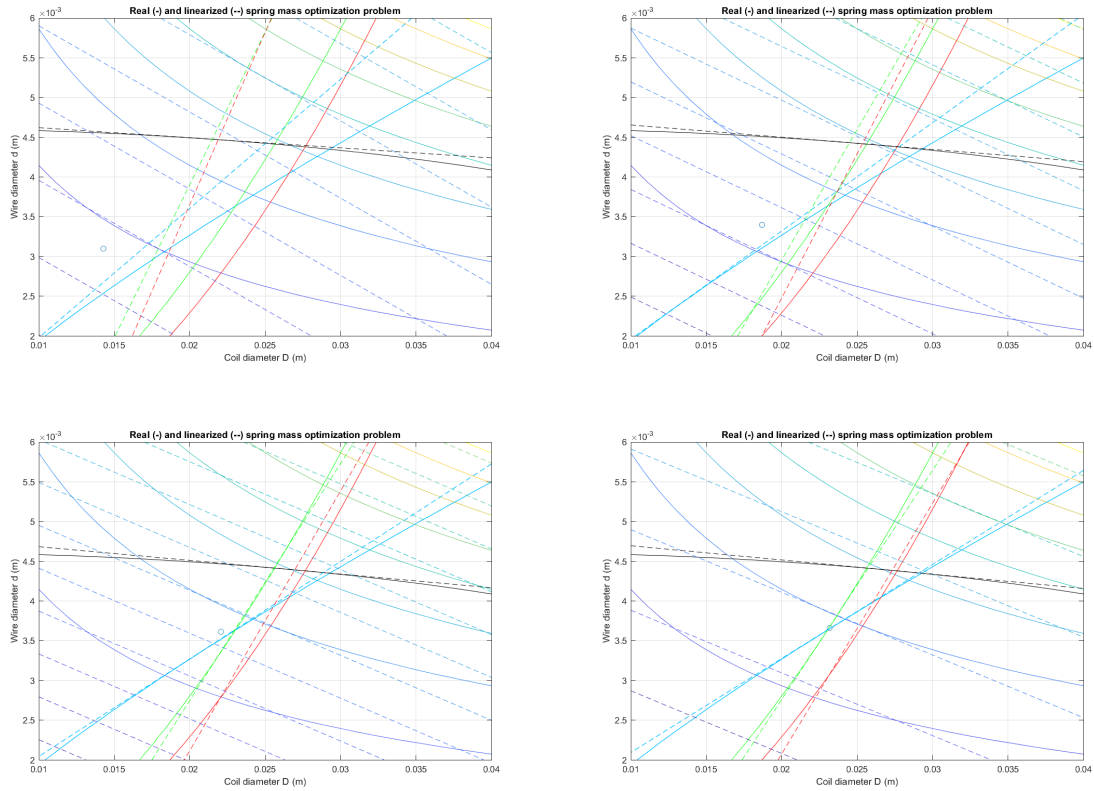 Real (-) and linearized (--) spring mass optimization problem
×10⁻³
6
5.5
5
4.5
4
3.5
3
2.5
2
Wire diameter d (m)
0.01 0.015 0.02 0.025 0.03 0.035 0.04
Coil diameter D (m)
Real (-) and linearized (--) spring mass optimization problem
×10⁻³
6
5.5
5
4.5
4
3.5
3
2.5
2
Wire diameter d (m)
0.01 0.015 0.02 0.025 0.03 0.035 0.04
Coil diameter D (m)
Real (-) and linearized (--) spring mass optimization problem
×10⁻³
6
5.5
5
4.5
4
3.5
3
2.5
2
Wire diameter d (m)
0.01 0.015 0.02 0.025 0.03 0.035 0.04
Coil diameter D (m)
Real (-) and linearized (--) spring mass optimization problem
×10⁻³
6
5.5
5
4.5
4
3.5
3
2.5
2
Wire diameter d (m)
0.01 0.015 0.02 0.025 0.03 0.035 0.04
Coil diameter D (m)